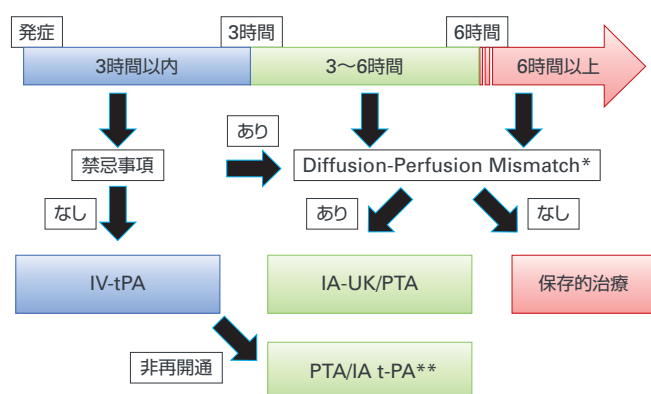 発症
3時間
6時間
3時間以内
3〜6時間
6時間以上
あり
禁忌事項
Diffusion-Perfusion Mismatch*
なし
あり
なし
IV-tPA
IA-UK/PTA
保存的治療
非再開通
PTA/IA t-PA**